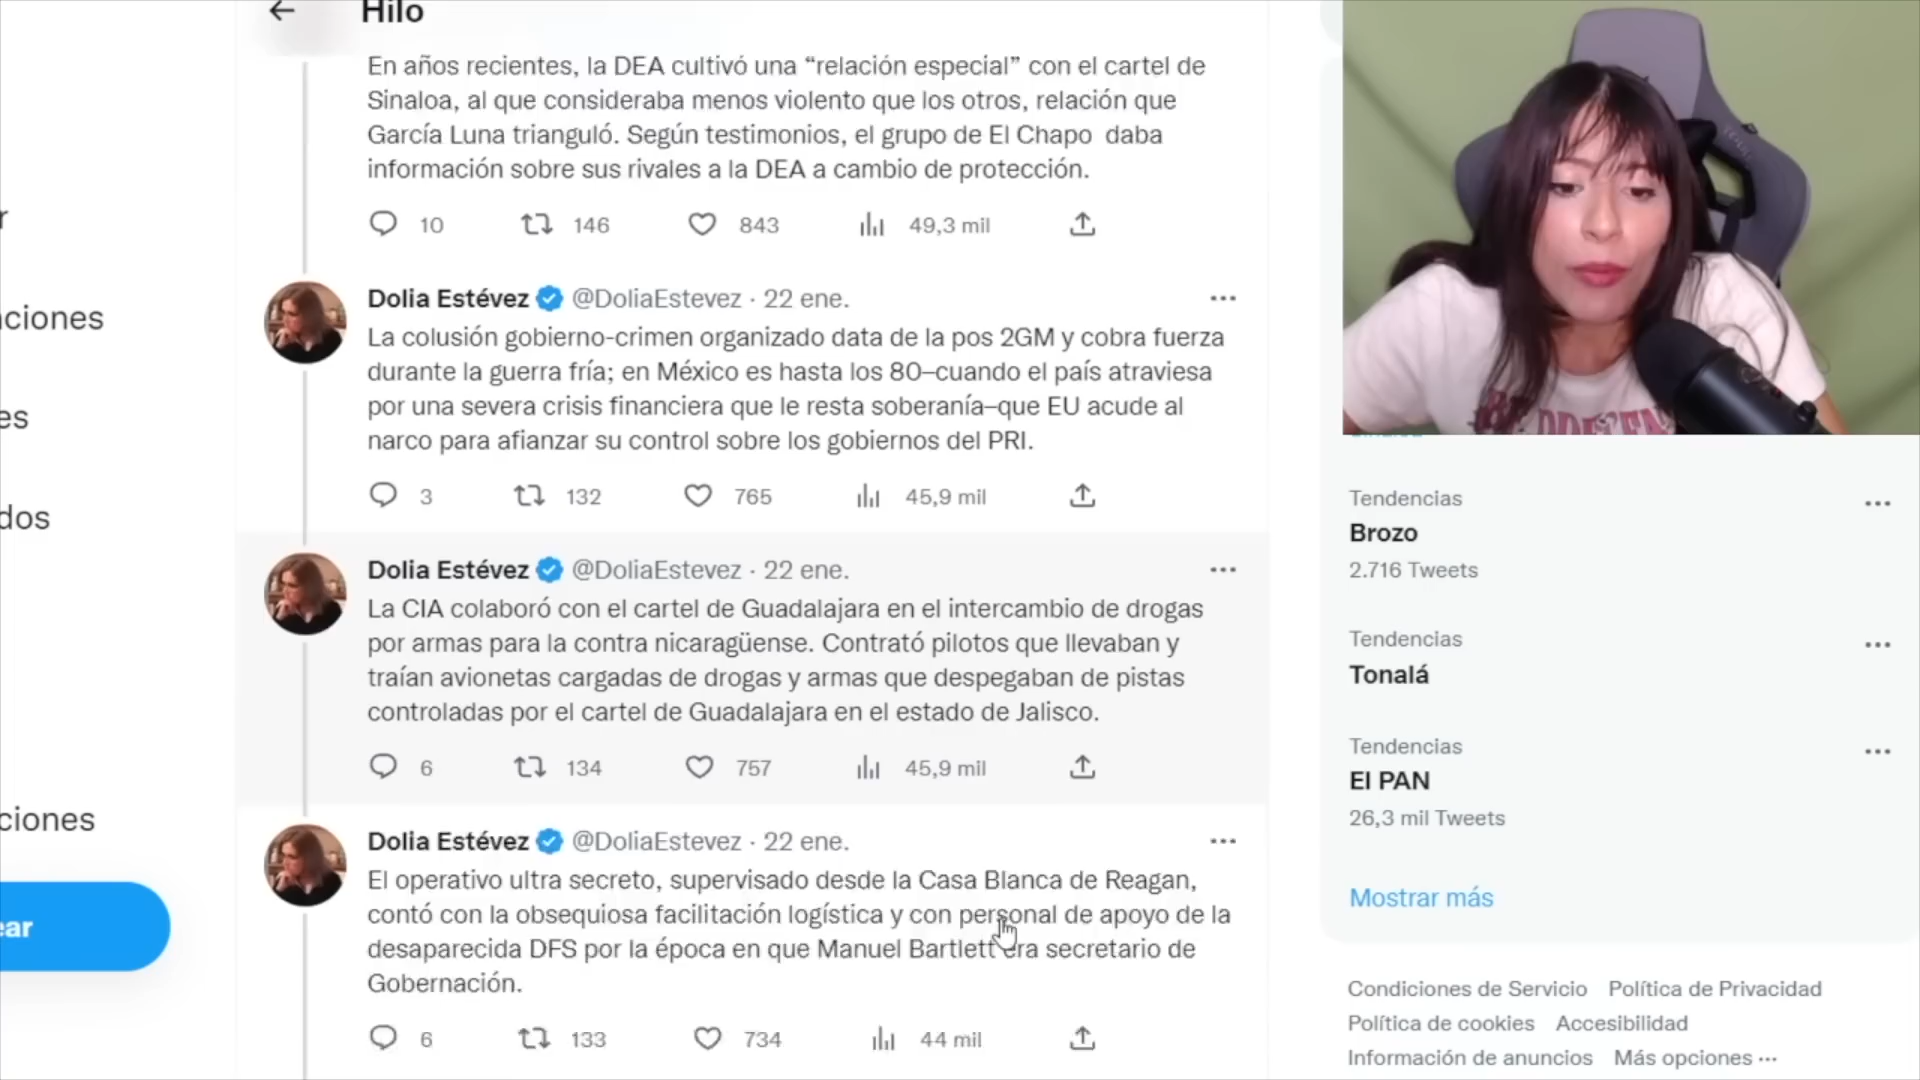 Hilo
En años recientes, la DEA cultivó una “relación especial” con el cartel de
Sinaloa, al que consideraba menos violento que los otros, relación que
García Luna trianguló. Según testimonios, el grupo de El Chapo daba
información sobre sus rivales a la DEA a cambio de protección.
10 146 843 49,3 mil
Dolia Estévez @DoliaEstevez · 22 ene.
La colusión gobierno-crimen organizado data de la pos 2GM y cobra fuerza
durante la guerra fría; en México es hasta los 80–cuando el país atraviesa
por una severa crisis financiera que le resta soberanía–que EU acude al
narco para afianzar su control sobre los gobiernos del PRI.
3 132 765 45,9 mil
Dolia Estévez @DoliaEstevez · 22 ene.
La CIA colaboró con el cartel de Guadalajara en el intercambio de drogas
por armas para la contra nicaragüense. Contrató pilotos que llevaban y
traían avionetas cargadas de drogas y armas que despegaban de pistas
controladas por el cartel de Guadalajara en el estado de Jalisco.
6 134 757 45,9 mil
Dolia Estévez @DoliaEstevez · 22 ene.
El operativo ultra secreto, supervisado desde la Casa Blanca de Reagan,
contó con la obsequiosa facilitación logística y con personal de apoyo de la
desaparecida DFS por la época en que Manuel Bartlett era secretario de
Gobernación.
6 133 734 44 mil
r
ciones
es
dos
ciones
ear
Tendencias
Brozo
2.716 Tweets
Tendencias
Tonalá
Tendencias
El PAN
26,3 mil Tweets
Mostrar más
Condiciones de Servicio Política de Privacidad
Política de cookies Accesibilidad
Información de anuncios Más opciones ···